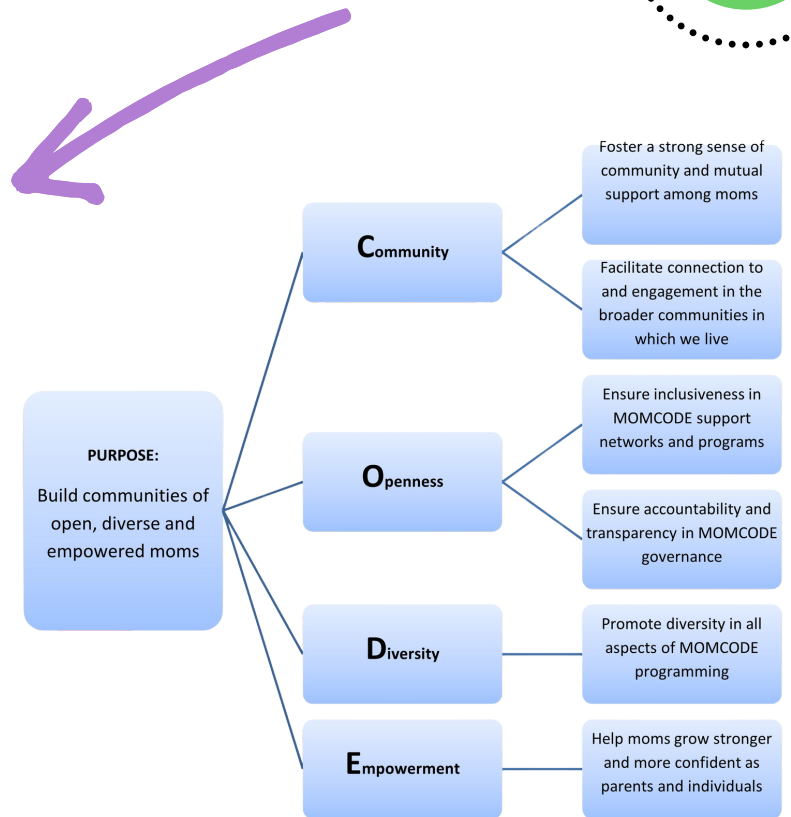 PURPOSE:
Build communities of
open, diverse and
empowered moms
Community
Foster a strong sense of
community and mutual
support among moms
Facilitate connection to
and engagement in the
broader communities in
which we live
Openness
Ensure inclusiveness in
MOMCODE support
networks and programs
Ensure accountability and
transparency in MOMCODE
governance
Diversity
Promote diversity in all
aspects of MOMCODE
programming
Empowerment
Help moms grow stronger
and more confident as
parents and individuals